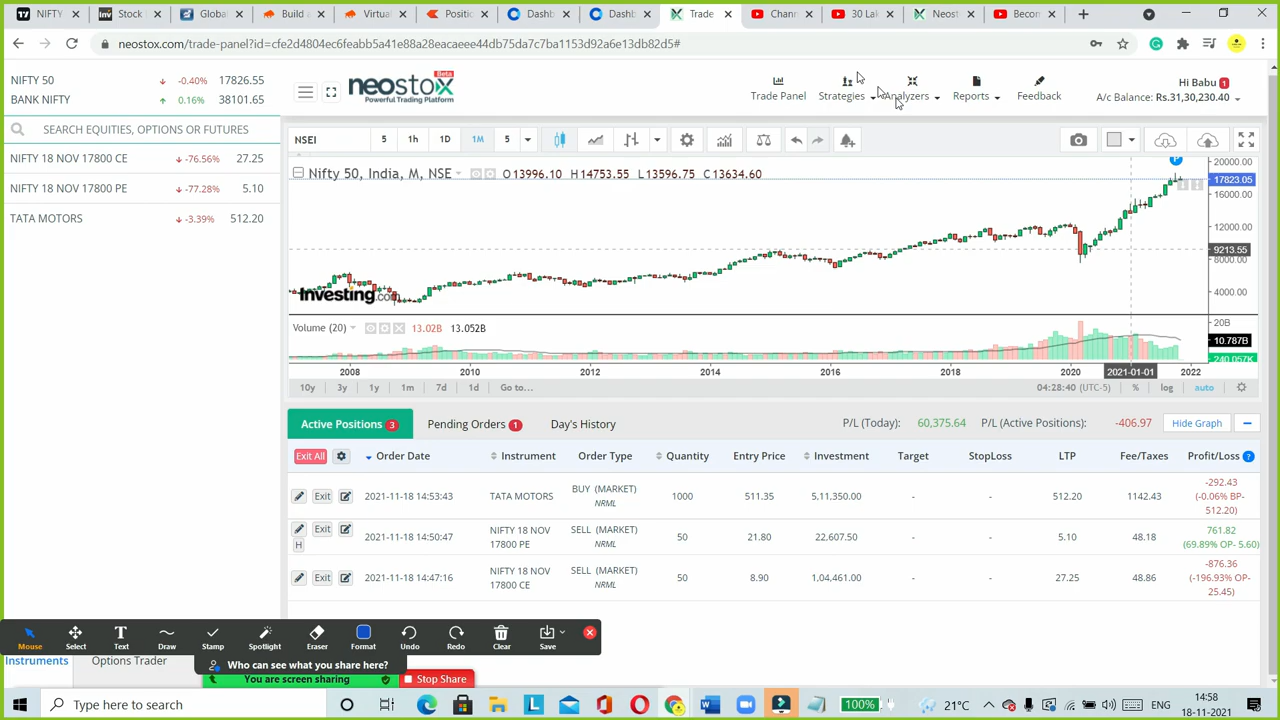 NIFTY
Stock
Global
Build
Virtual
Positio
Dashb
Dashb
Trade
Chann
30 Lak
Neost
Becon
neostox.com/trade-panel?id=cfe2d4804ec6feabb5a41e88a28eacaeee44db75da7c7ba1153d92a6e13db82d5#
NIFTY 50 -0.40% 17826.55
BANK NIFTY 0.16% 38101.65
neostox Beta
Powerful Trading Platform
Trade Panel
Strategies
Analyzers
Reports
Feedback
Hi Babu 1
A/c Balance: Rs.31,30,230.40
SEARCH EQUITIES, OPTIONS OR FUTURES
NIFTY 18 NOV 17800 CE -76.56% 27.25
NIFTY 18 NOV 17800 PE -77.28% 5.10
TATA MOTORS -3.39% 512.20
NSEI 5 1h 1D 1M 5
Nifty 50, India, M, NSE O13996.10 H14753.55 L13596.75 C13634.60
P
20000.00
17823.05
16000.00
12000.00
9213.55
8000.00
4000.00
Investing.com
Volume (20) 13.02B 13.052B
20B
10.787B
240.057K
2008 2010 2012 2014 2016 2018 2020 2021-01-01 2022
10y 3y 1y 1m 7d 1d Go to... 04:28:40 (UTC-5) % log auto
Active Positions 3 Pending Orders 1 Day's History P/L (Today): 60,375.64 P/L (Active Positions): -406.97 Hide Graph
Exit All Order Date Instrument Order Type Quantity Entry Price Investment Target StopLoss LTP Fee/Taxes Profit/Loss ?
Exit 2021-11-18 14:53:43 TATA MOTORS BUY (MARKET) NRML 1000 511.35 5,11,350.00 - - 512.20 1142.43 -292.43 (-0.06% BP-512.20)
Exit H 2021-11-18 14:50:47 NIFTY 18 NOV 17800 PE SELL (MARKET) NRML 50 21.80 22,607.50 - - 5.10 48.18 761.82 (69.89% OP- 5.60)
Exit 2021-11-18 14:47:16 NIFTY 18 NOV 17800 CE SELL (MARKET) NRML 50 8.90 1,04,461.00 - - 27.25 48.86 -876.36 (-196.93% OP-25.45)
Mouse Select Text Draw Stamp Spotlight Eraser Format Undo Redo Clear Save
Instruments Options Trader
Who can see what you share here?
You are screen sharing Stop Share
Type here to search
100%
21°C
ENG
14:58
18-11-2021